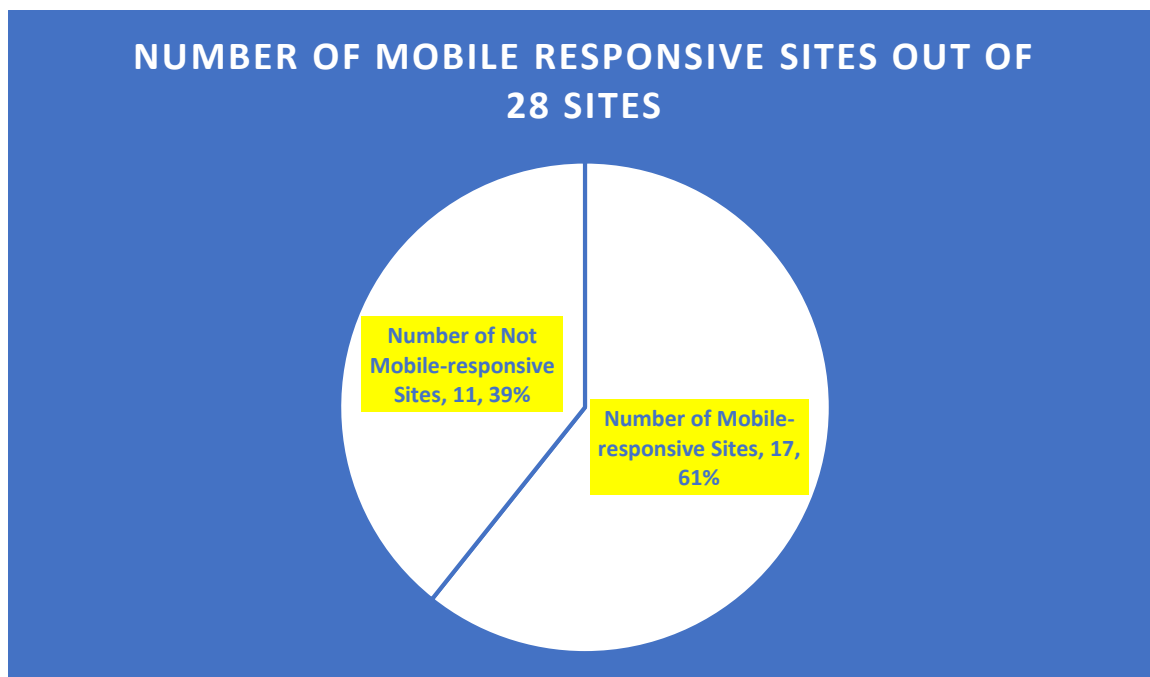 NUMBER OF MOBILE RESPONSIVE SITES OUT OF
28 SITES
Number of Not
Mobile-responsive
Sites, 11, 39%
Number of Mobile-
responsive Sites, 17,
61%